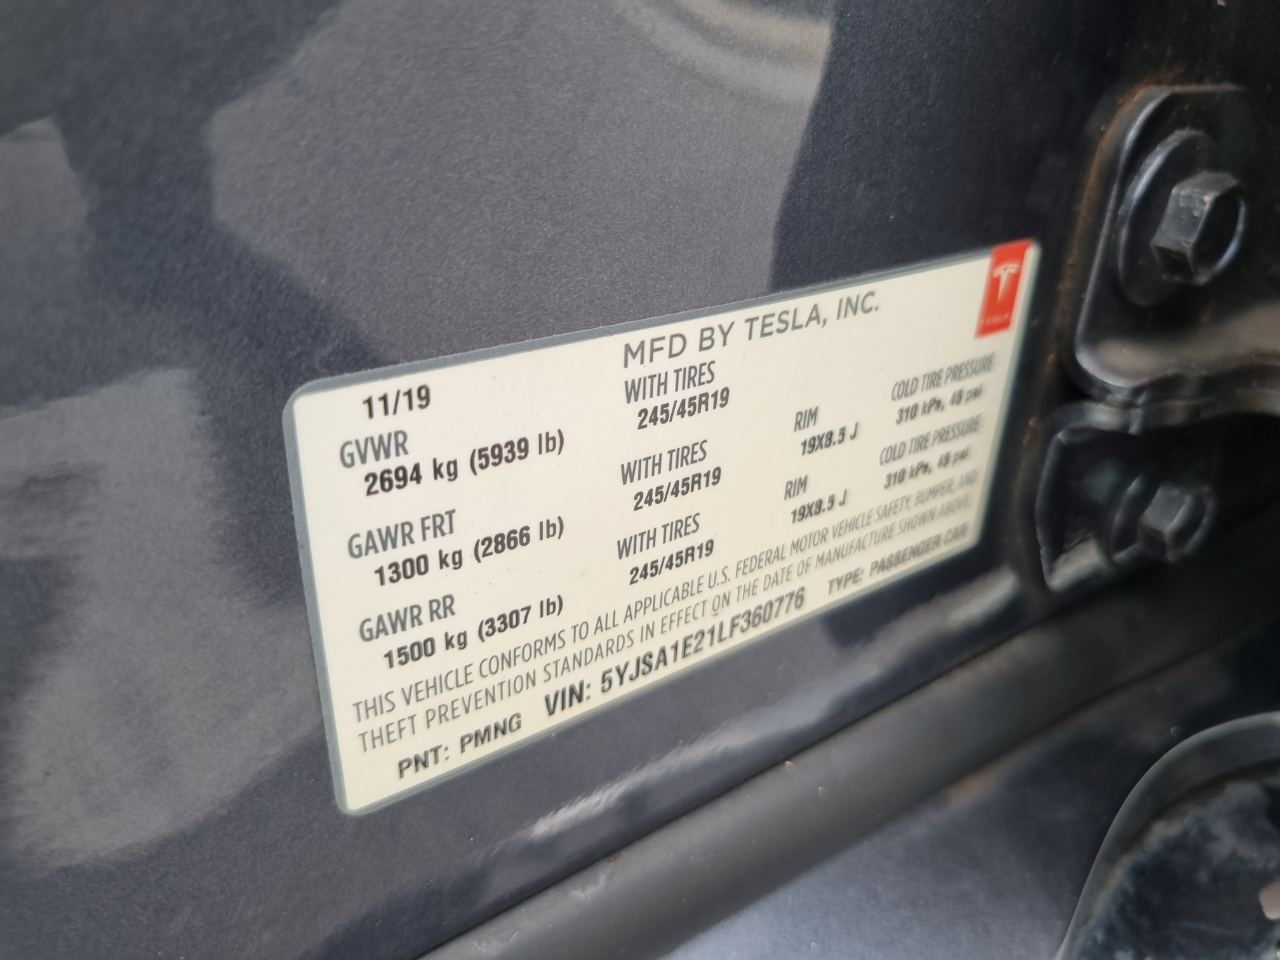 MFD BY TESLA, INC.
11/19
GVWR
2694 kg (5939 lb)
WITH TIRES
245/45R19
GAWR FRT
1300 kg (2866 lb)
WITH TIRES
245/45R19
RIM
19X8.5 J
COLD TIRE PRESSURE:
310 kPa, 45 psi
GAWR RR
1500 kg (3307 lb)
WITH TIRES
245/45R19
RIM
19X8.5 J
COLD TIRE PRESSURE:
310 kPa, 45 psi
THIS VEHICLE CONFORMS TO ALL APPLICABLE U.S. FEDERAL MOTOR VEHICLE SAFETY, BUMPER, AND
THEFT PREVENTION STANDARDS IN EFFECT ON THE DATE OF MANUFACTURE SHOWN ABOVE.
PNT: PMNG VIN: 5YJSA1E21LF360776 TYPE: PASSENGER CAR
TESLA